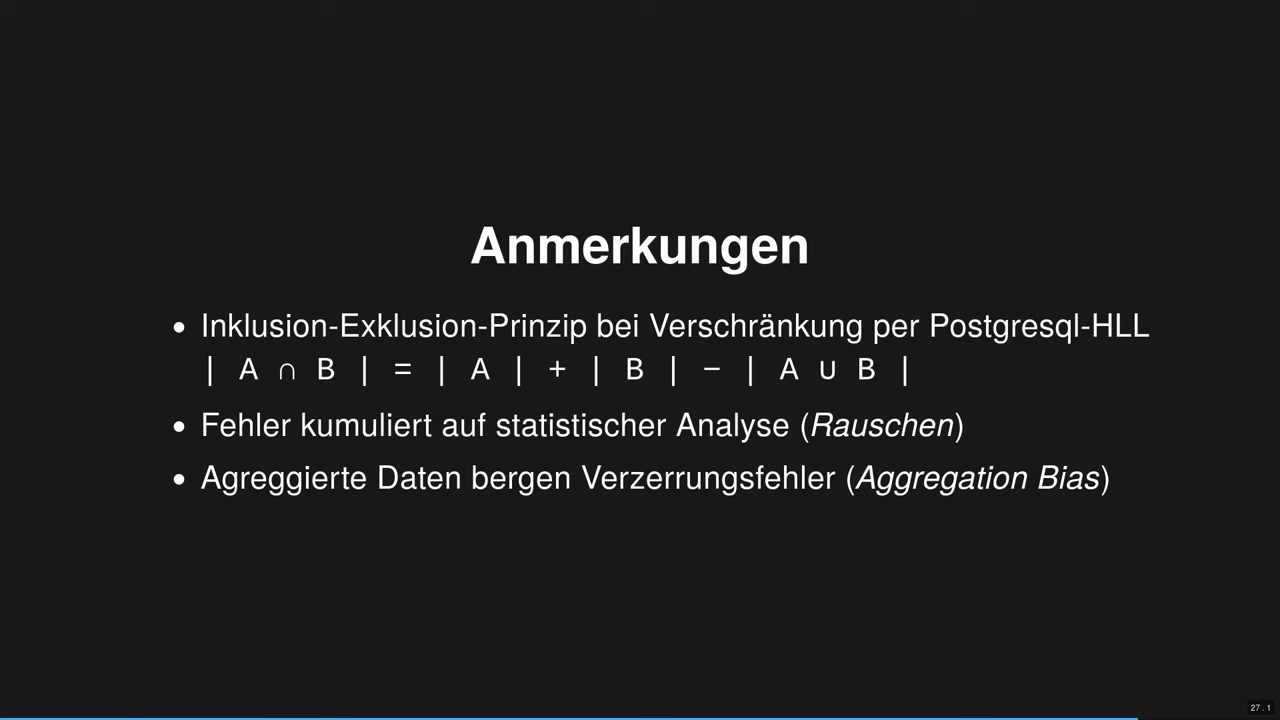 Anmerkungen
• Inklusion-Exklusion-Prinzip bei Verschränkung per Postgresql-HLL
| A ∩ B | = | A | + | B | − | A ∪ B |
• Fehler kumuliert auf statistischer Analyse (Rauschen)
• Agreggierte Daten bergen Verzerrungsfehler (Aggregation Bias)
27 . 1